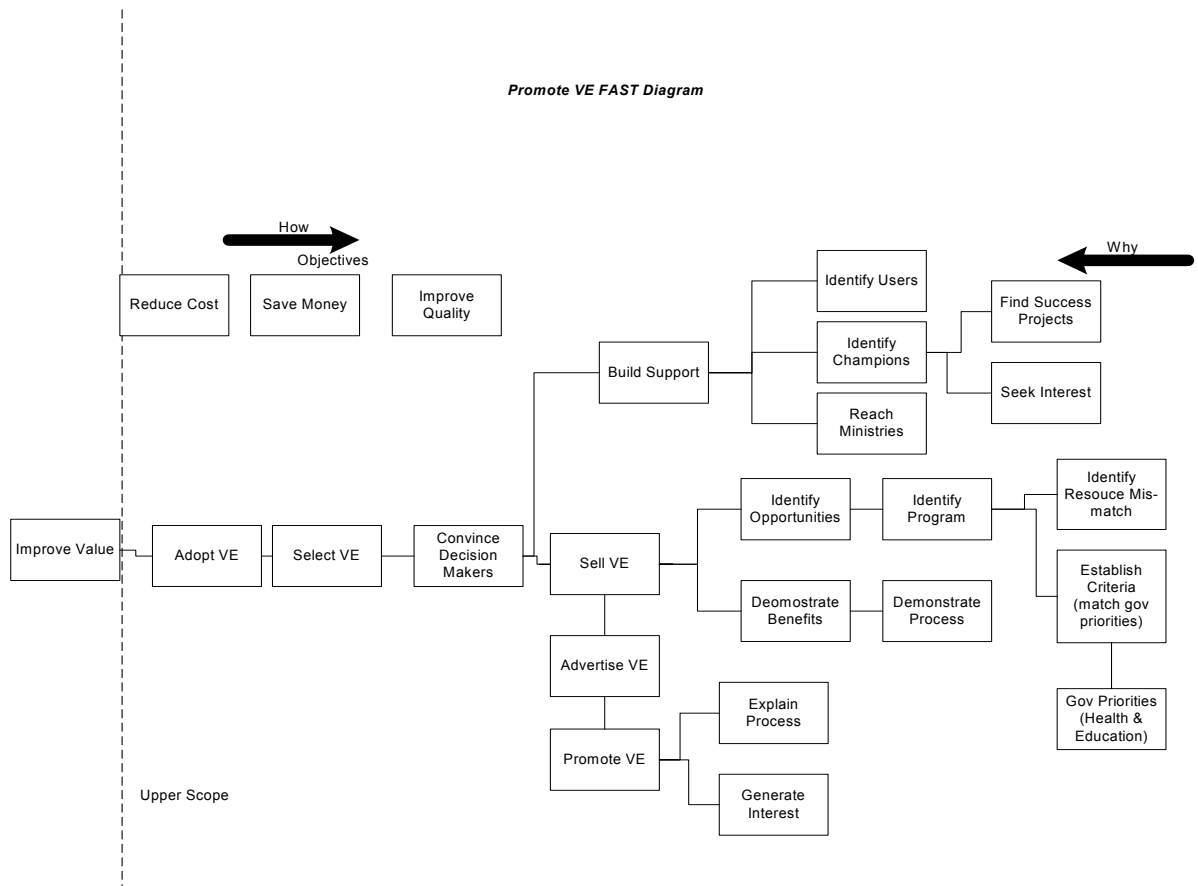 Promote VE FAST Diagram
How
Objectives
Why
Reduce Cost
Save Money
Improve
Quality
Identify Users
Find Success
Projects
Build Support
Identify
Champions
Seek Interest
Reach
Ministries
Improve Value
Adopt VE
Select VE
Convince
Decision
Makers
Sell VE
Identify
Opportunities
Identify
Program
Identify
Resouce Mis-
match
Deomostrate
Benefits
Demonstrate
Process
Establish
Criteria
(match gov
priorities)
Advertise VE
Gov Priorities
(Health &
Education)
Promote VE
Explain
Process
Generate
Interest
Upper Scope